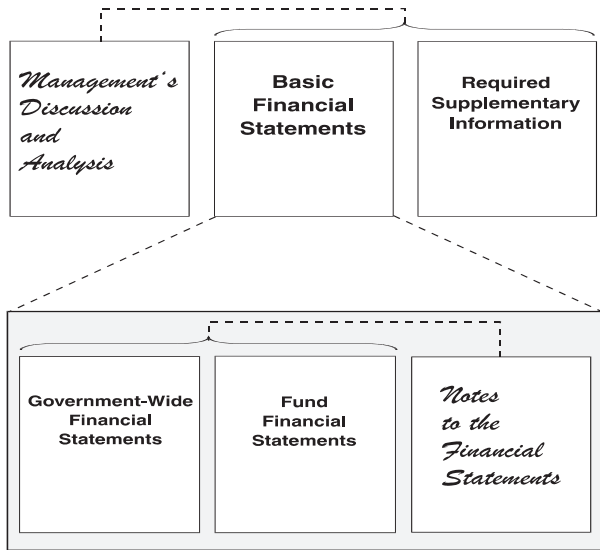 Management's
Discussion
and
Analysis
Basic
Financial
Statements
Required
Supplementary
Information
Government-Wide
Financial
Statements
Fund
Financial
Statements
Notes
to the
Financial
Statements